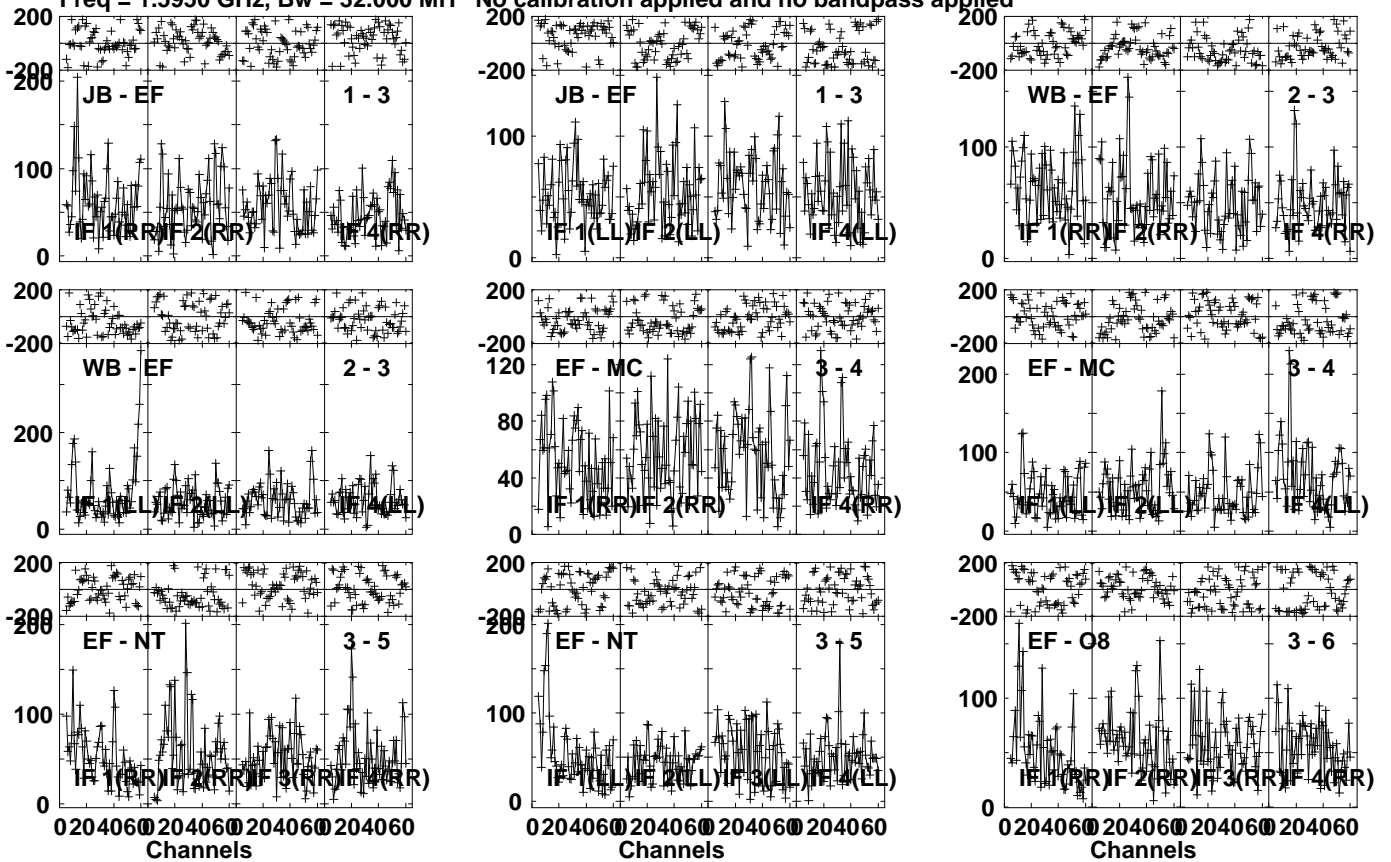 Freq = 1.5950 GHz, Bw = 32.000 MH No calibration applied and no bandpass applied
200
-200
200
100
0
JB - EF 1 - 3
IF 1(RR) IF 2(RR) IF 4(RR)
100
0
JB - EF 1 - 3
IF 1(LL) IF 2(LL) IF 4(LL)
200
-200
100
0
WB - EF 2 - 3
IF 1(RR) IF 2(RR) IF 4(RR)
200
-200
200
0
WB - EF 2 - 3
IF 1(LL) IF 2(LL) IF 4(LL)
120
80
40
0
EF - MC 3 - 4
IF 1(RR) IF 2(RR) IF 4(RR)
200
-200
200
100
0
EF - MC 3 - 4
IF 1(LL) IF 2(LL) IF 4(LL)
200
-200
200
100
0
EF - NT 3 - 5
IF 1(RR) IF 2(RR) IF 3(RR) IF 4(RR)
0 20 40 60 0 20 40 60 0 20 40 60 0 20 40 60
Channels
200
-200
200
100
0
EF - NT 3 - 5
IF 1(LL) IF 2(LL) IF 3(LL) IF 4(LL)
0 20 40 60 0 20 40 60 0 20 40 60 0 20 40 60
Channels
200
-200
100
0
EF - O8 3 - 6
IF 1(RR) IF 2(RR) IF 3(RR) IF 4(RR)
0 20 40 60 0 20 40 60 0 20 40 60 0 20 40 60
Channels